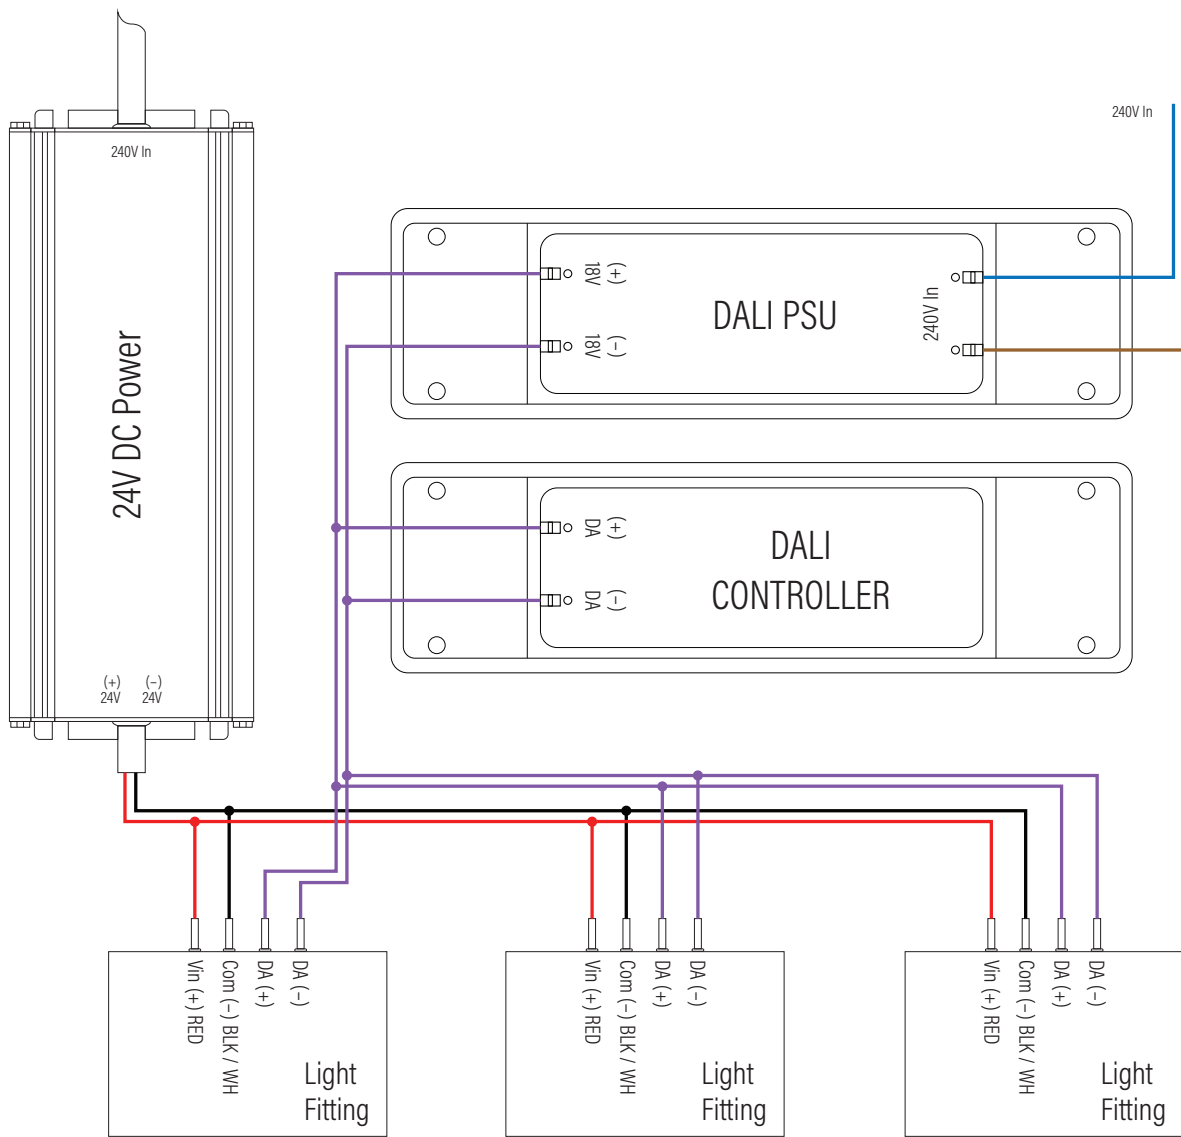 240V In
240V In
24V DC Power
(+) (–)
24V 24V
18V (+)
18V (–)
DALI PSU
240V In
DA (+)
DA (–)
DALI
CONTROLLER
Vin (+) RED
Com (–) BLK / WH
DA (+)
DA (–)
Light
Fitting
Vin (+) RED
Com (–) BLK / WH
DA (+)
DA (–)
Light
Fitting
Vin (+) RED
Com (–) BLK / WH
DA (+)
DA (–)
Light
Fitting